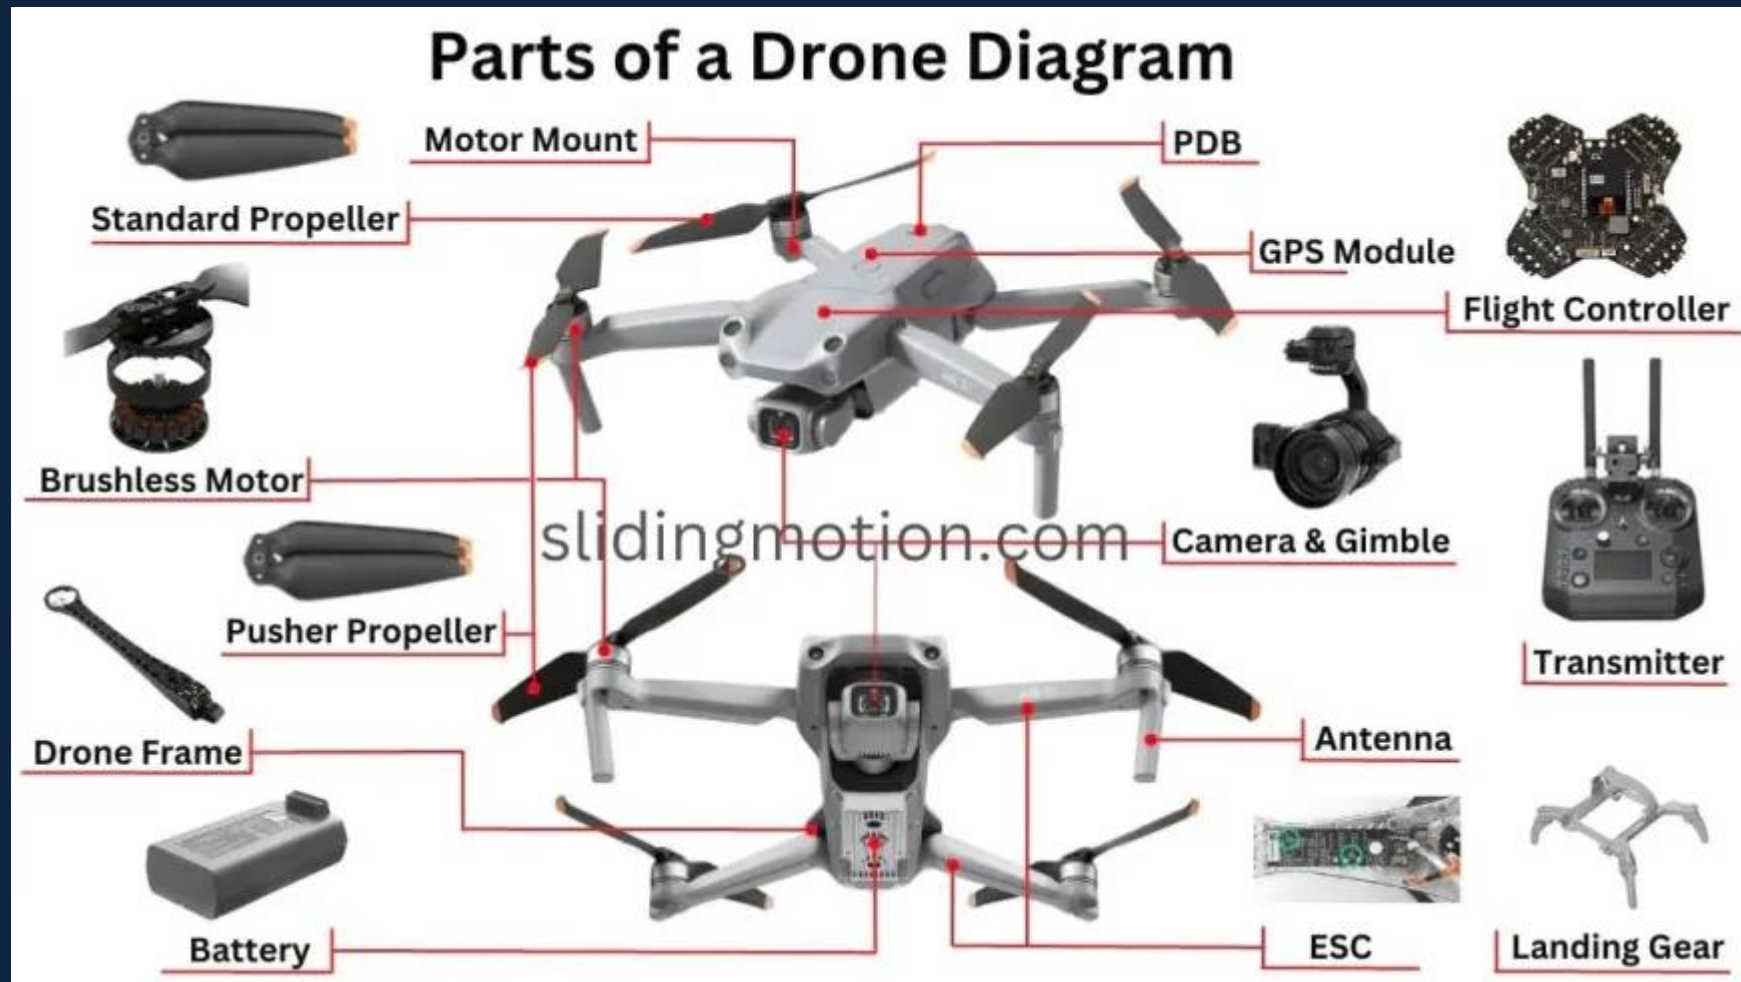 Parts of a Drone Diagram
Motor Mount
PDB
Standard Propeller
GPS Module
Flight Controller
Brushless Motor
slidingmotion.com
Camera & Gimble
Pusher Propeller
Transmitter
Drone Frame
Antenna
Battery
ESC
Landing Gear